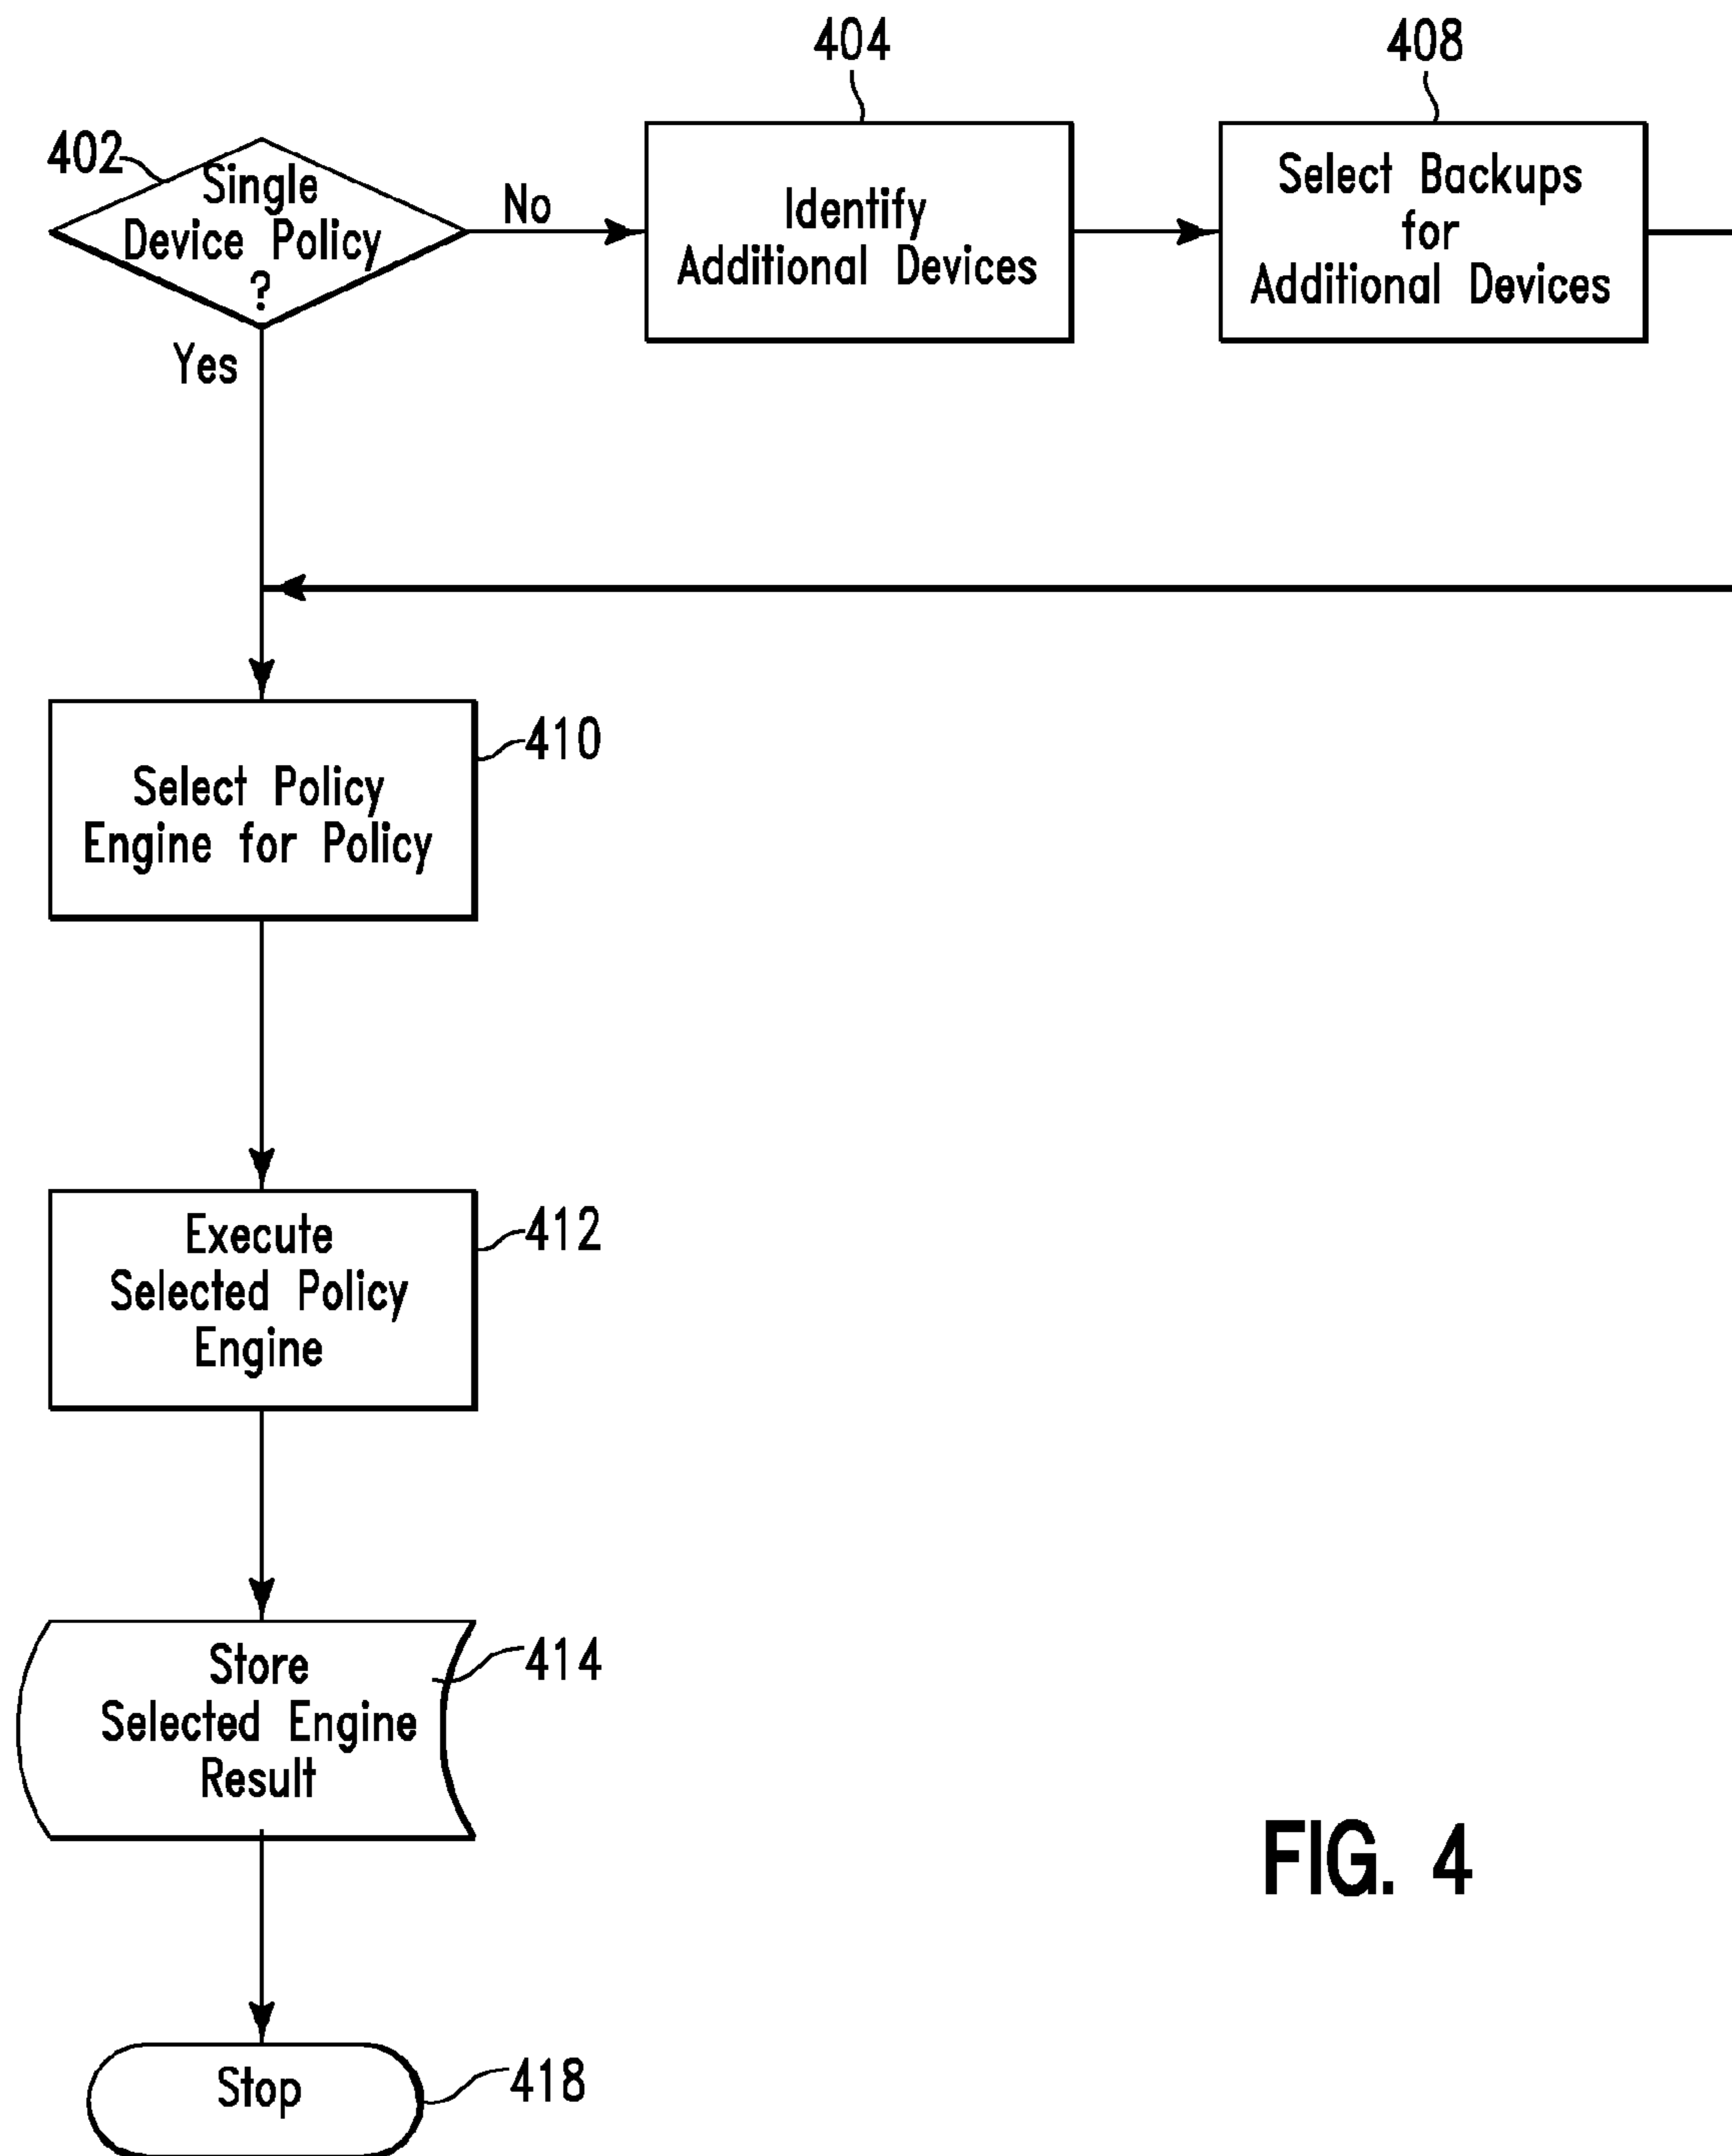 404
408
402
Single
Device Policy
?
No
Identify
Additional Devices
Select Backups
for
Additional Devices
Yes
410
Select Policy
Engine for Policy
412
Execute
Selected Policy
Engine
414
Store
Selected Engine
Result
FIG. 4
418
Stop